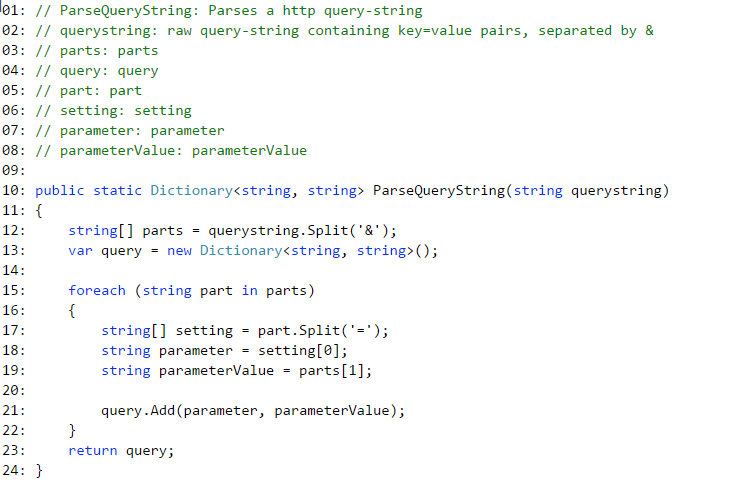 01: // ParseQueryString: Parses a http query-string
02: // querystring: raw query-string containing key=value pairs, separated by &
03: // parts: parts
04: // query: query
05: // part: part
06: // setting: setting
07: // parameter: parameter
08: // parameterValue: parameterValue
09:
10: public static Dictionary<string, string> ParseQueryString(string querystring)
11: {
12:     string[] parts = querystring.Split('&');
13:     var query = new Dictionary<string, string>();
14:
15:     foreach (string part in parts)
16:     {
17:         string[] setting = part.Split('=');
18:         string parameter = setting[0];
19:         string parameterValue = parts[1];
20:
21:         query.Add(parameter, parameterValue);
22:     }
23:     return query;
24: }